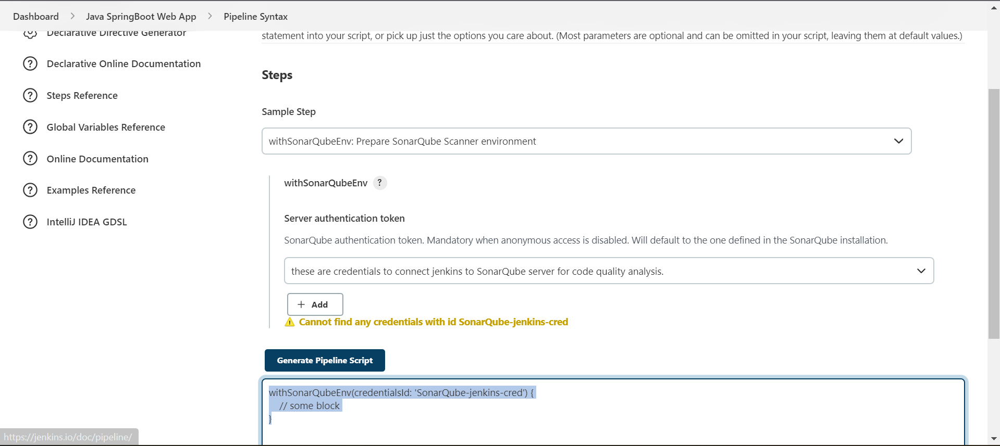 Dashboard > Java SpringBoot Web App > Pipeline Syntax
Declarative Directive Generator
Declarative Online Documentation
Steps Reference
Global Variables Reference
Online Documentation
Examples Reference
IntelliJ IDEA GDSL
statement into your script, or pick up just the options you care about. (Most parameters are optional and can be omitted in your script, leaving them at default values.)
Steps
Sample Step
withSonarQubeEnv: Prepare SonarQube Scanner environment
withSonarQubeEnv ?
Server authentication token
SonarQube authentication token. Mandatory when anonymous access is disabled. Will default to the one defined in the SonarQube installation.
these are credentials to connect jenkins to SonarQube server for code quality analysis.
+ Add
Cannot find any credentials with id SonarQube-jenkins-cred
Generate Pipeline Script
withSonarQubeEnv(credentialsId: 'SonarQube-jenkins-cred') {
// some block
}
https://jenkins.io/doc/pipeline/